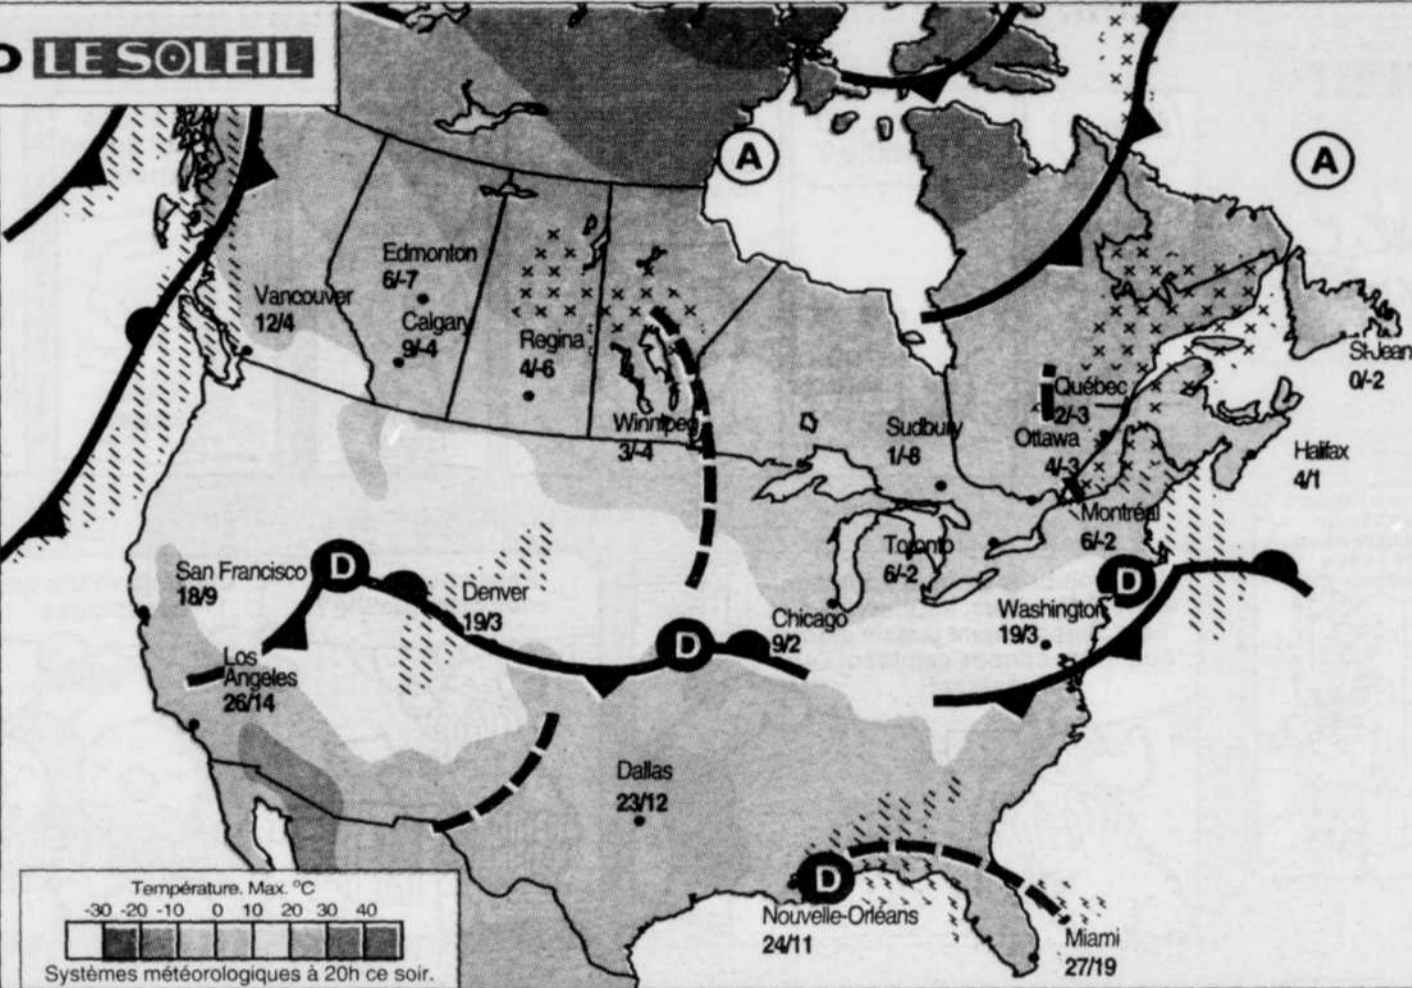 LE SOLEIL
A
A
Edmonton
6/-7
Vancouver
12/4
Calgary
9/-4
Regina
4/-6
Winnipeg
3/-4
Sudbury
1/-8
Québec
2/-3
Ottawa
4/-3
St-Jean
0/-2
Halifax
4/1
Montréal
6/-2
Toronto
6/-2
San Francisco
18/9
D
Denver
19/3
D
Chicago
9/2
Washington
19/3
D
Los
Angeles
26/14
Dallas
23/12
D
Nouvelle-Orléans
24/11
Miami
27/19
Température. Max. °C
-30 -20 -10 0 10 20 30 40
Systèmes météorologiques à 20h ce soir.